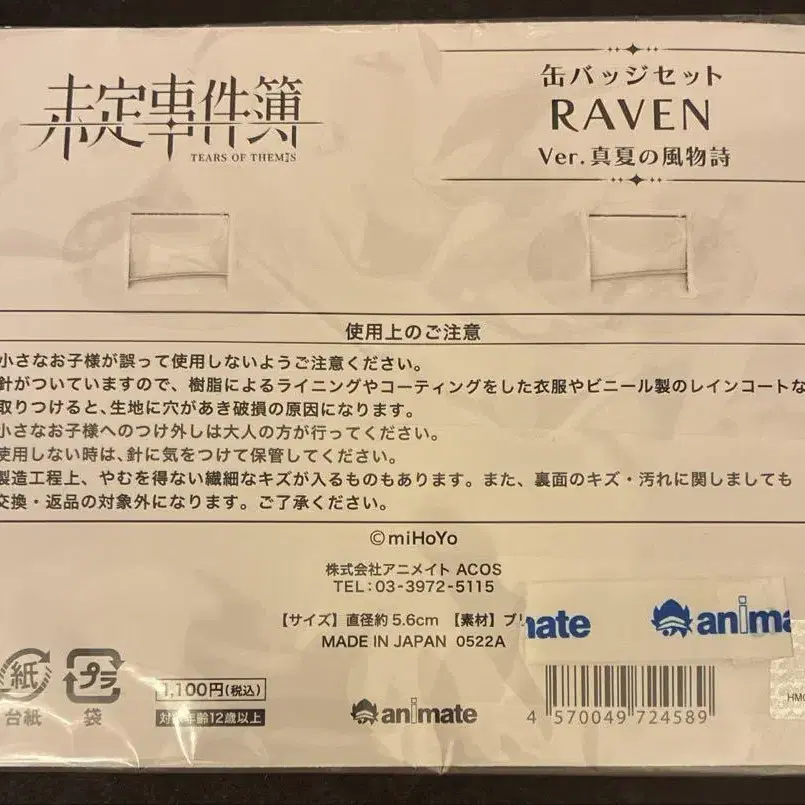 未定事件簿
TEARS OF THEMIS
缶バッジセット
RAVEN
Ver.真夏の風物詩
使用上のご注意
小さなお子様が誤って使用しないようご注意ください。
針がついていますので、樹脂によるライニングやコーティングをした衣服やビニール製のレインコートな
取りつけると、生地に穴があき破損の原因になります。
小さなお子様へのつけ外しは大人の方が行ってください。
使用しない時は、針に気をつけて保管してください。
製造工程上、やむを得ない繊細なキズが入るものもあります。また、裏面のキズ・汚れに関しましても
交換・返品の対象外になります。ご了承ください。
©miHoYo
株式会社アニメイト ACOS
TEL:03-3972-5115
【サイズ】直径約5.6cm 【素材】ブリ
MADE IN JAPAN 0522A
mate animate
紙
台紙
プラ
袋
1,100円(税込)
対象年齢12歳以上
animate
4 570049 724589
HMC